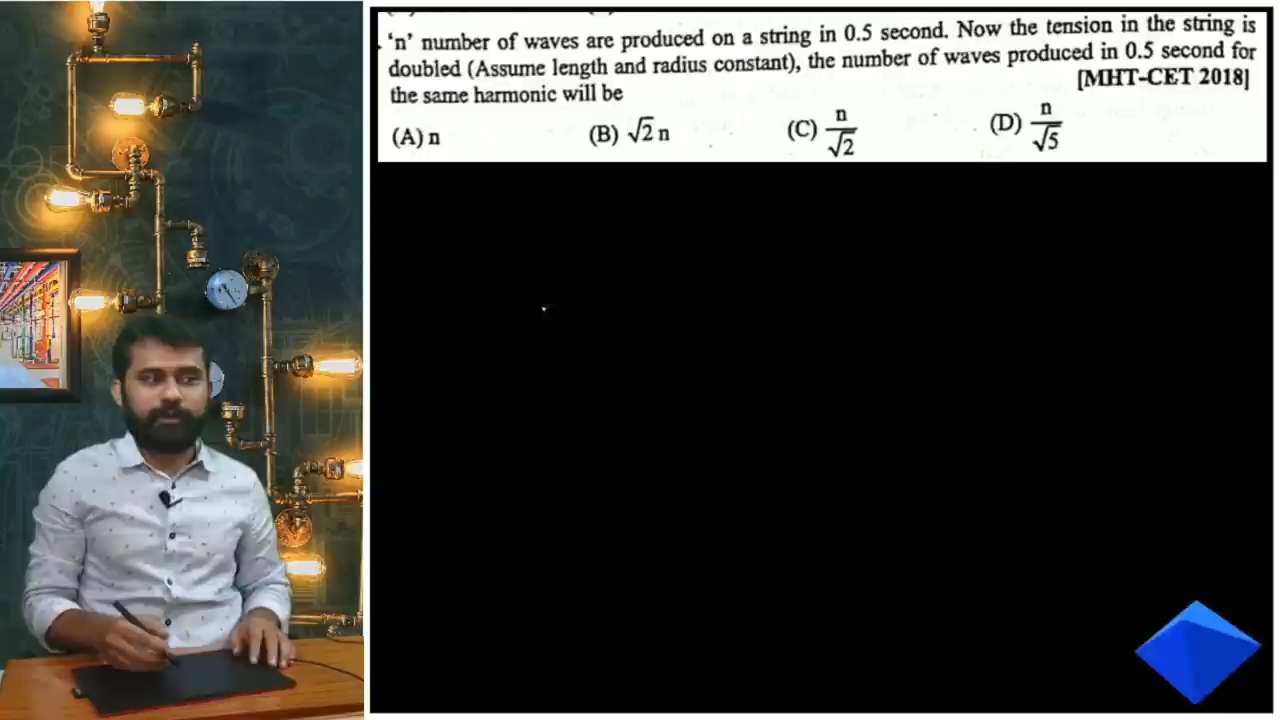 'n' number of waves are produced on a string in 0.5 second. Now the tension in the string is
doubled (Assume length and radius constant), the number of waves produced in 0.5 second for
the same harmonic will be [MHT-CET 2018]
(A) n (B) √2 n (C) n/√2 (D) n/√5